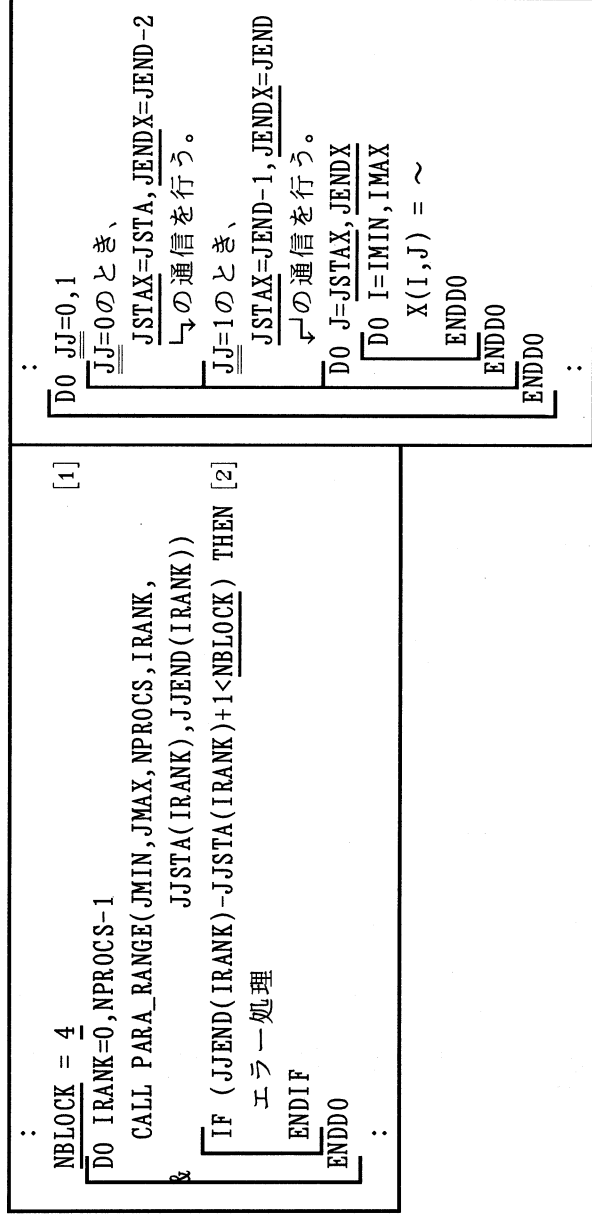 :
NBLOCK = 4 [1]
DO IRANK=0,NPROCS-1
CALL PARA_RANGE(JMIN,JMAX,NPROCS,IRANK,
& JJSTA(IRANK),JJEND(IRANK))
IF (JJEND(IRANK)-JJSTA(IRANK)+1<NBLOCK) THEN [2]
エラー処理
ENDIF
ENDDO
:
:
DO JJ=0,1
JJ=0のとき、
JSTAX=JSTA,JENDX=JEND-2
の通信を行う。
JJ=1のとき、
JSTAX=JEND-1,JENDX=JEND
の通信を行う。
DO J=JSTAX,JENDX
DO I=IMIN,IMAX
X(I,J) = ~
ENDDO
ENDDO
ENDDO
: